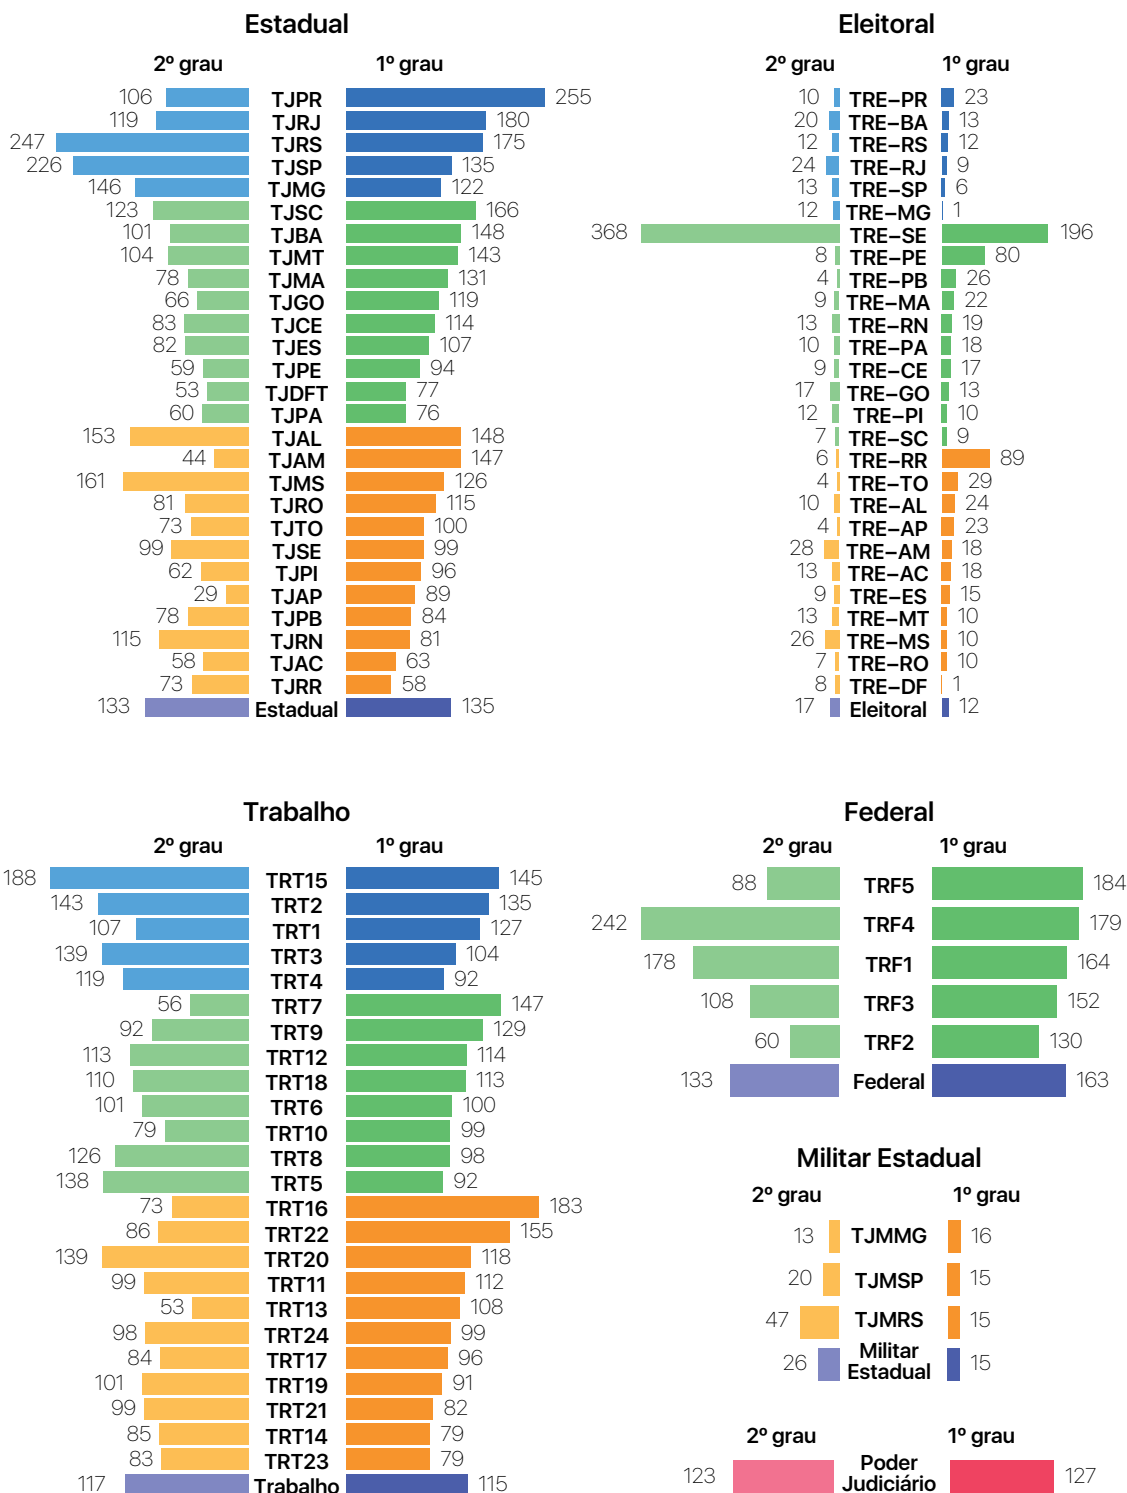 Estadual
2º grau 1º grau
106 TJPR 255
119 TJRJ 180
247 TJRS 175
226 TJSP 135
146 TJMG 122
123 TJSC 166
101 TJBA 148
104 TJMT 143
78 TJMA 131
66 TJGO 119
83 TJCE 114
82 TJES 107
59 TJPE 94
53 TJDFT 77
60 TJPA 76
153 TJAL 148
44 TJAM 147
161 TJMS 126
81 TJRO 115
73 TJTO 100
99 TJSE 99
62 TJPI 96
29 TJAP 89
78 TJPB 84
115 TJRN 81
58 TJAC 63
73 TJRR 58
133 Estadual 135
Eleitoral
2º grau 1º grau
10 TRE–PR 23
20 TRE–BA 13
12 TRE–RS 12
24 TRE–RJ 9
13 TRE–SP 6
12 TRE–MG 1
368 TRE–SE 196
8 TRE–PE 80
4 TRE–PB 26
9 TRE–MA 22
13 TRE–RN 19
10 TRE–PA 18
9 TRE–CE 17
17 TRE–GO 13
12 TRE–PI 10
7 TRE–SC 9
6 TRE–RR 89
4 TRE–TO 29
10 TRE–AL 24
4 TRE–AP 23
28 TRE–AM 18
13 TRE–AC 18
9 TRE–ES 15
13 TRE–MT 10
26 TRE–MS 10
7 TRE–RO 10
8 TRE–DF 1
17 Eleitoral 12
Trabalho
2º grau 1º grau
188 TRT15 145
143 TRT2 135
107 TRT1 127
139 TRT3 104
119 TRT4 92
56 TRT7 147
92 TRT9 129
113 TRT12 114
110 TRT18 113
101 TRT6 100
79 TRT10 99
126 TRT8 98
138 TRT5 92
73 TRT16 183
86 TRT22 155
139 TRT20 118
99 TRT11 112
53 TRT13 108
98 TRT24 99
84 TRT17 96
101 TRT19 91
99 TRT21 82
85 TRT14 79
83 TRT23 79
117 Trabalho 115
Federal
2º grau 1º grau
88 TRF5 184
242 TRF4 179
178 TRF1 164
108 TRF3 152
60 TRF2 130
133 Federal 163
Militar Estadual
2º grau 1º grau
13 TJMMG 16
20 TJMSP 15
47 TJMRS 15
26 Militar 15
Estadual
2º grau 1º grau
123 Poder 127
Judiciário